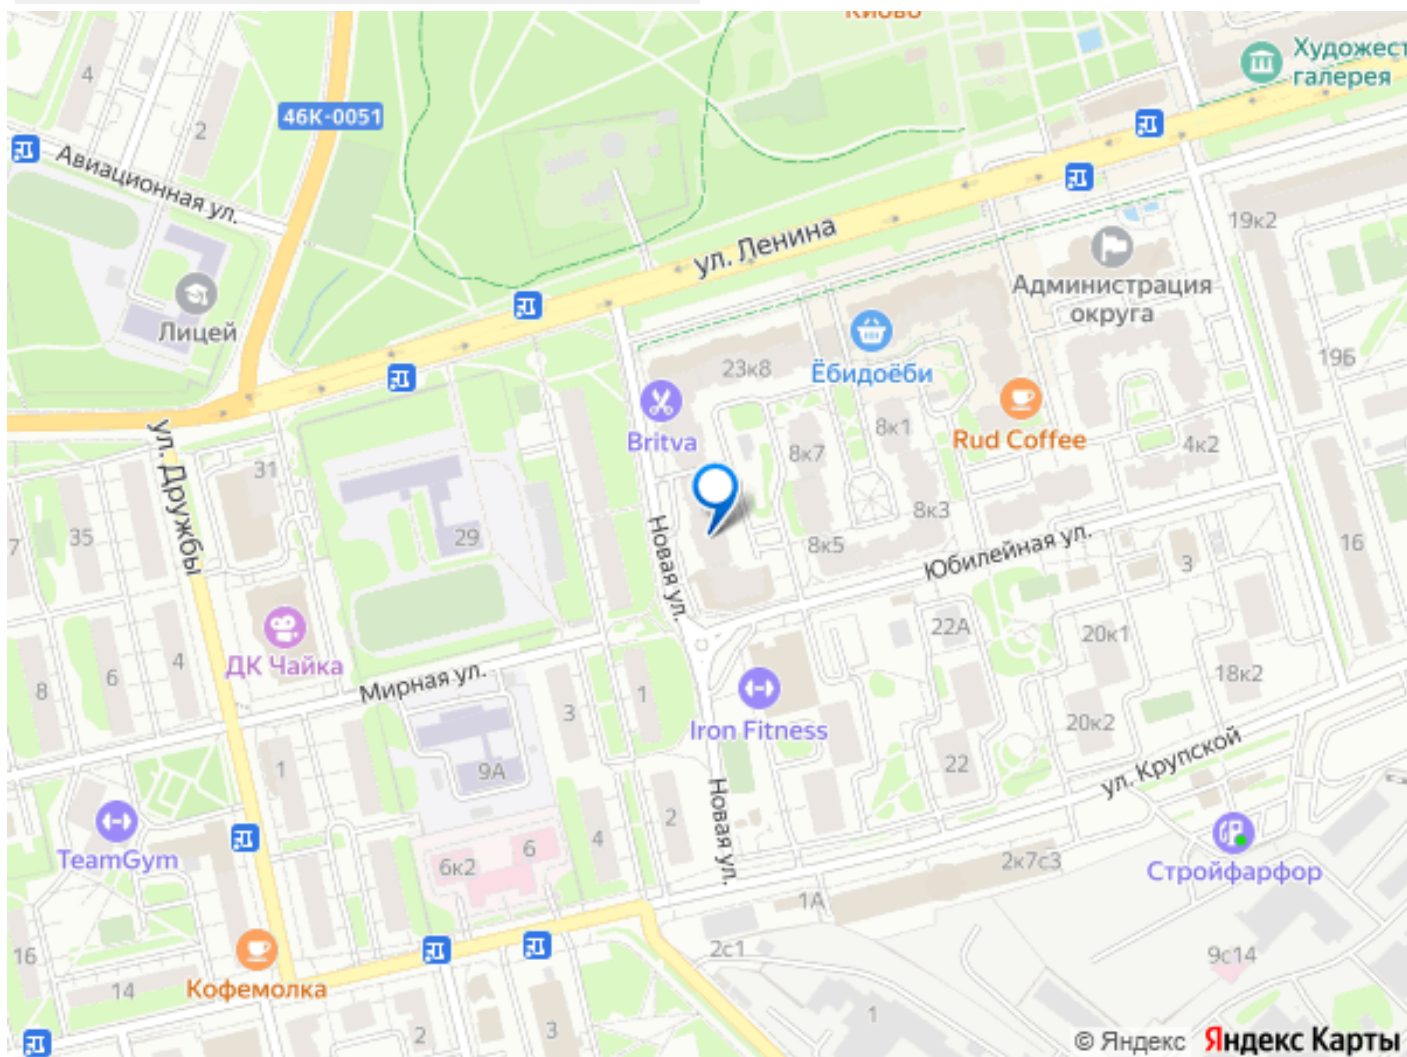 Киово
Художест
галерея
4
46К-0051
2
Авиационная ул.
ул. Ленина
19к2
Администрация
округа
Лицей
19Б
23к8
Ёбидоёби
Britva
8к1
Rud Coffee
4к2
8к7
31
ул. Дружбы
8к3
7
35
29
Новая ул.
8к5
Юбилейная ул.
16
3
22А
20к1
ДК Чайка
4
6
8
Мирная ул.
1
3
Iron Fitness
18к2
20к2
22
9А
1
ул. Крупской
Новая ул.
2
4
TeamGym
6к2
6
2к7с3
Стройфарфор
1А
2с1
9с14
16
Кофемолка
14
2
3
1
© Яндекс Яндекс Карты